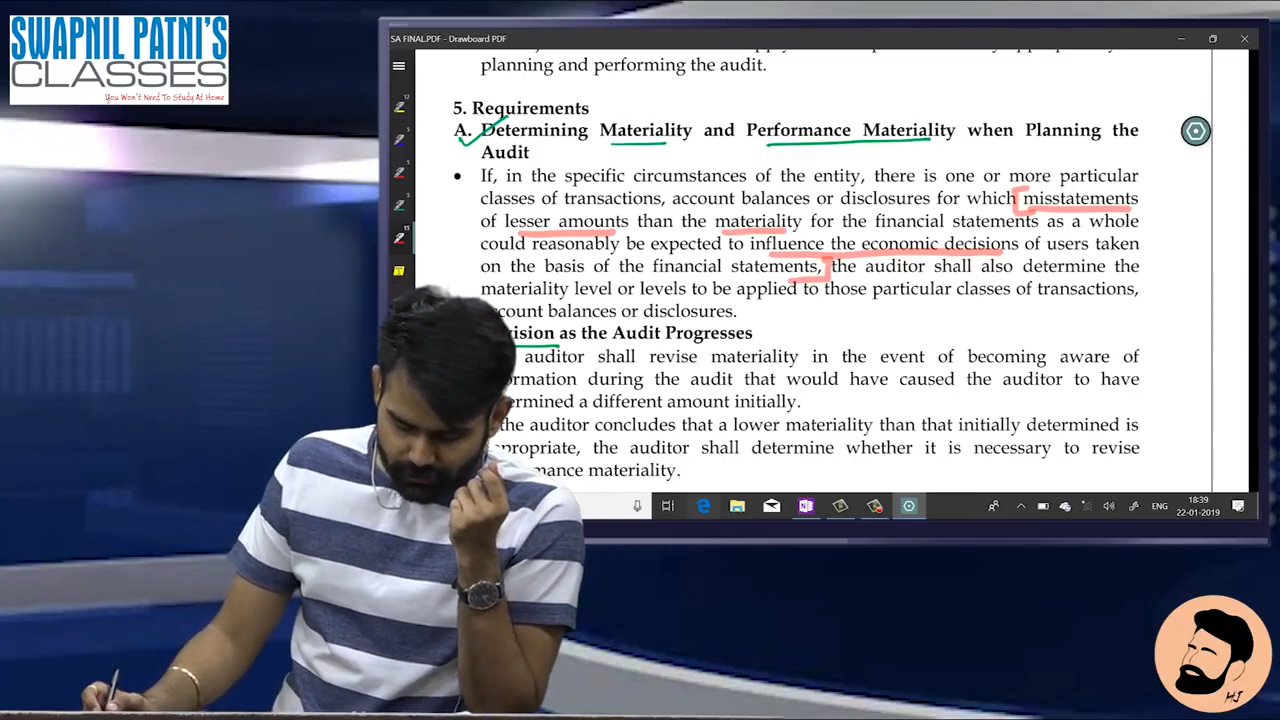 SWAPNIL PATNI'S
CLASSES
You Won't Need To Study At Home
SA FINAL.PDF - Drawboard PDF
planning and performing the audit.
5. Requirements
A. Determining Materiality and Performance Materiality when Planning the
Audit
• If, in the specific circumstances of the entity, there is one or more particular
classes of transactions, account balances or disclosures for which misstatements
of lesser amounts than the materiality for the financial statements as a whole
could reasonably be expected to influence the economic decisions of users taken
on the basis of the financial statements, the auditor shall also determine the
materiality level or levels to be applied to those particular classes of transactions,
count balances or disclosures.
ision as the Audit Progresses
auditor shall revise materiality in the event of becoming aware of
ormation during the audit that would have caused the auditor to have
ermined a different amount initially.
the auditor concludes that a lower materiality than that initially determined is
propriate, the auditor shall determine whether it is necessary to revise
mance materiality.
ENG
18:39
22-01-2019
HJ